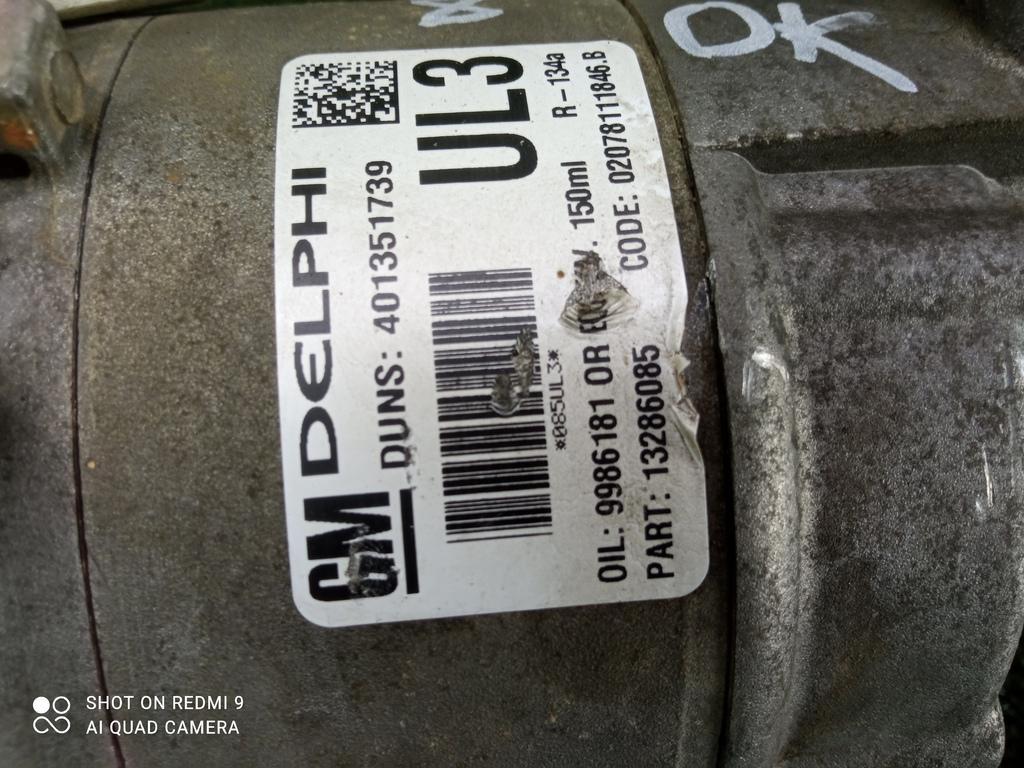 OK
GM DELPHI
DUNS: 401351739
UL3
*085UL3*
OIL: 9986181 OR EQUIV. 150ml R-134a
PART: 13286085 CODE: 02078111846.B
SHOT ON REDMI 9
AI QUAD CAMERA